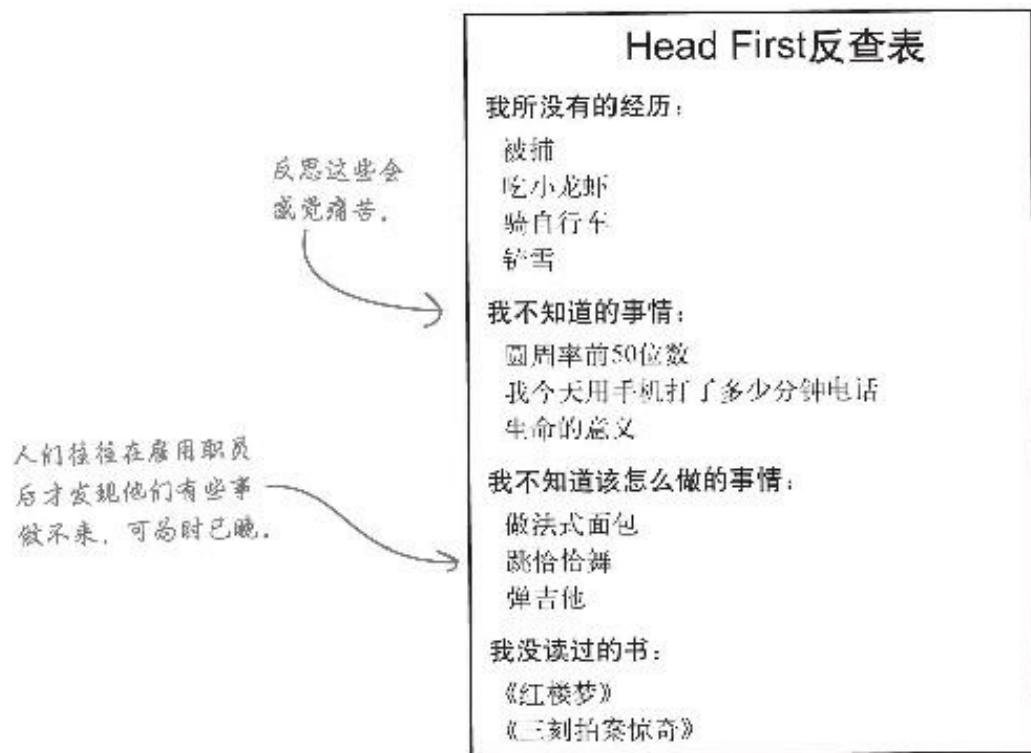 Head First反查表
我所没有的经历：
被捕
吃小龙虾
骑自行车
铲雪
反思这些会
感觉痛苦.
我不知道的事情：
圆周率前50位数
我今天用手机打了多少分钟电话
生命的意义
人们往往在雇用职员
后才发现他们有些事
做不来, 可为时已晚.
我不知道该怎么做的事情：
做法式面包
跳恰恰舞
弹吉他
我没读过的书：
《红楼梦》
《三刻拍案惊奇》